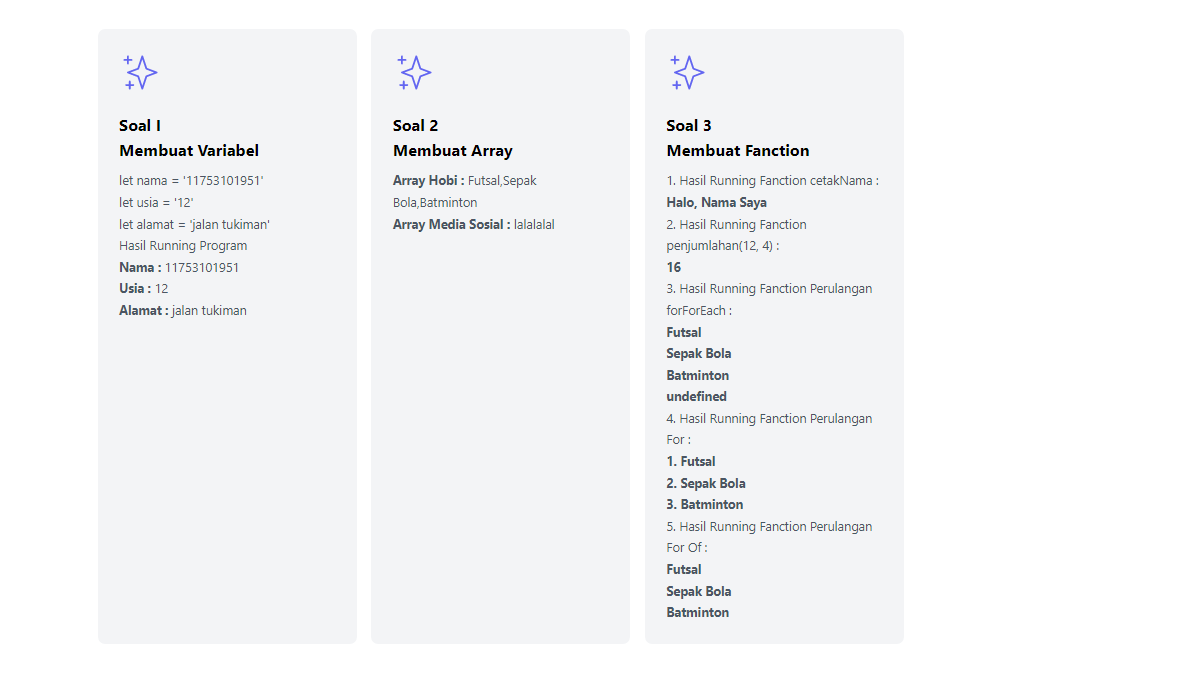 Soal I
Membuat Variabel
let nama = '11753101951'
let usia = '12'
let alamat = 'jalan tukiman'
Hasil Running Program
Nama : 11753101951
Usia : 12
Alamat : jalan tukiman
Soal 2
Membuat Array
Array Hobi : Futsal,Sepak
Bola,Batminton
Array Media Sosial : lalalalal
Soal 3
Membuat Fanction
1. Hasil Running Fanction cetakNama :
Halo, Nama Saya
2. Hasil Running Fanction
penjumlahan(12, 4) :
16
3. Hasil Running Fanction Perulangan
forForEach :
Futsal
Sepak Bola
Batminton
undefined
4. Hasil Running Fanction Perulangan
For :
1. Futsal
2. Sepak Bola
3. Batminton
5. Hasil Running Fanction Perulangan
For Of :
Futsal
Sepak Bola
Batminton